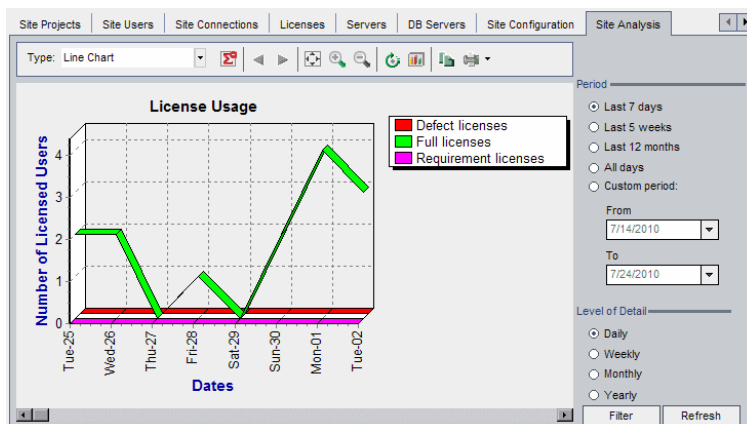 Site Projects Site Users Site Connections Licenses Servers DB Servers Site Configuration Site Analysis
Type: Line Chart
License Usage
Defect licenses
Full licenses
Requirement licenses
Number of Licensed Users
4
3
2
1
0
Tue-25 Wed-26 Thu-27 Fri-28 Sat-29 Sun-30 Mon-01 Tue-02
Dates
Period
Last 7 days
Last 5 weeks
Last 12 months
All days
Custom period:
From
7/14/2010
To
7/24/2010
Level of Detail
Daily
Weekly
Monthly
Yearly
Filter Refresh